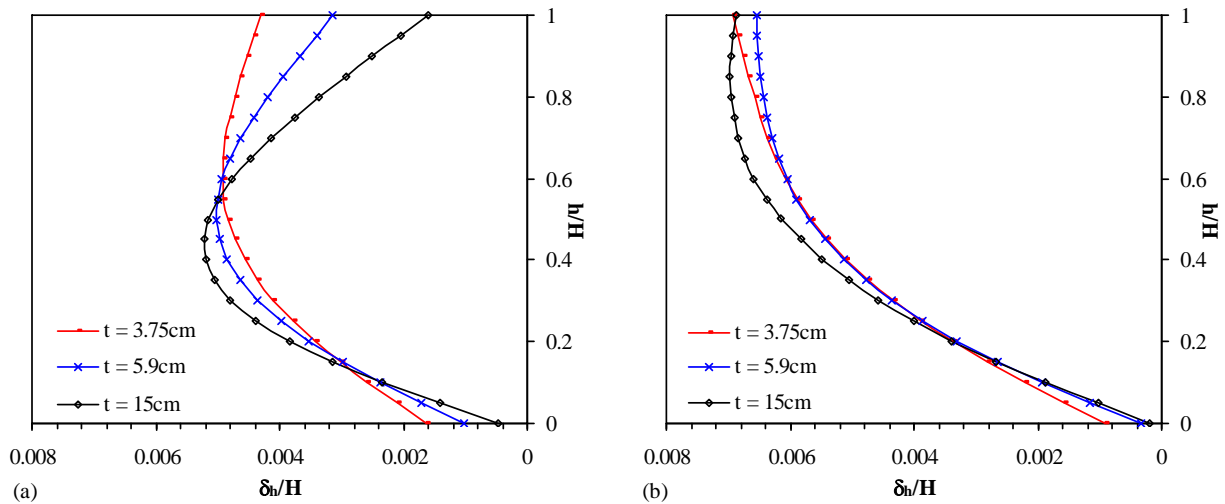 1
0.8
0.6
h/H
0.4
0.2
0
t = 3.75cm
t = 5.9cm
t = 15cm
0.008
0.006
0.004
0.002
0
(a)
δh/H
1
0.8
0.6
h/H
0.4
0.2
0
t = 3.75cm
t = 5.9cm
t = 15cm
0.008
0.006
0.004
0.002
0
(b)
δh/H